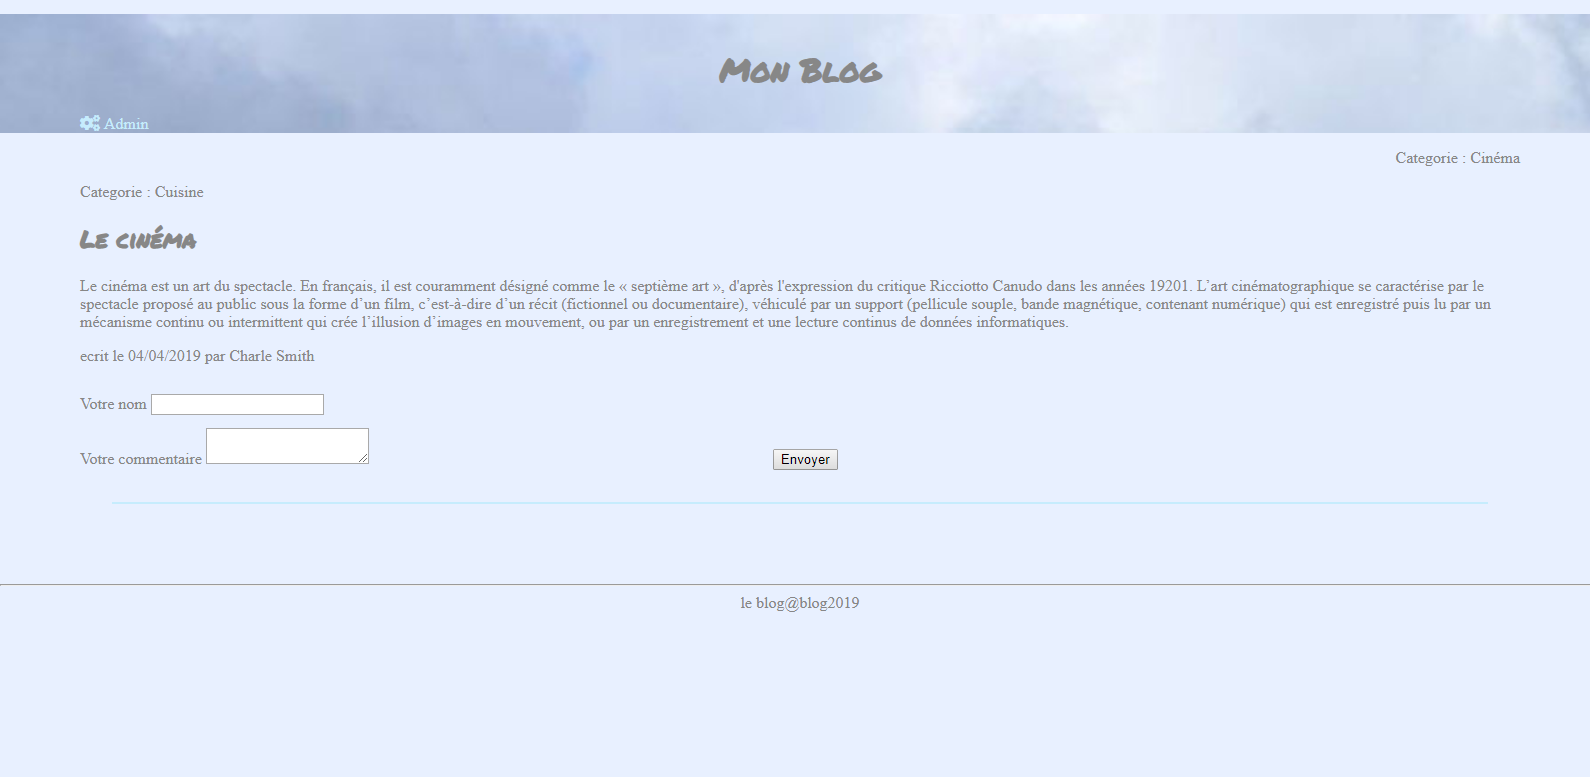 Mon Blog
Admin
Categorie : Cinéma
Categorie : Cuisine
Le cinéma
Le cinéma est un art du spectacle. En français, il est couramment désigné comme le « septième art », d'après l'expression du critique Ricciotto Canudo dans les années 19201. L’art cinématographique se caractérise par le
spectacle proposé au public sous la forme d’un film, c’est-à-dire d’un récit (fictionnel ou documentaire), véhiculé par un support (pellicule souple, bande magnétique, contenant numérique) qui est enregistré puis lu par un
mécanisme continu ou intermittent qui crée l’illusion d’images en mouvement, ou par un enregistrement et une lecture continus de données informatiques.
ecrit le 04/04/2019 par Charle Smith
Votre nom
Votre commentaire
Envoyer
le blog@blog2019